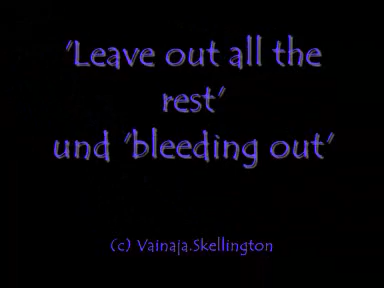 'Leave out all the
rest'
und 'bleeding out'
(c) Vainaja.Skellington